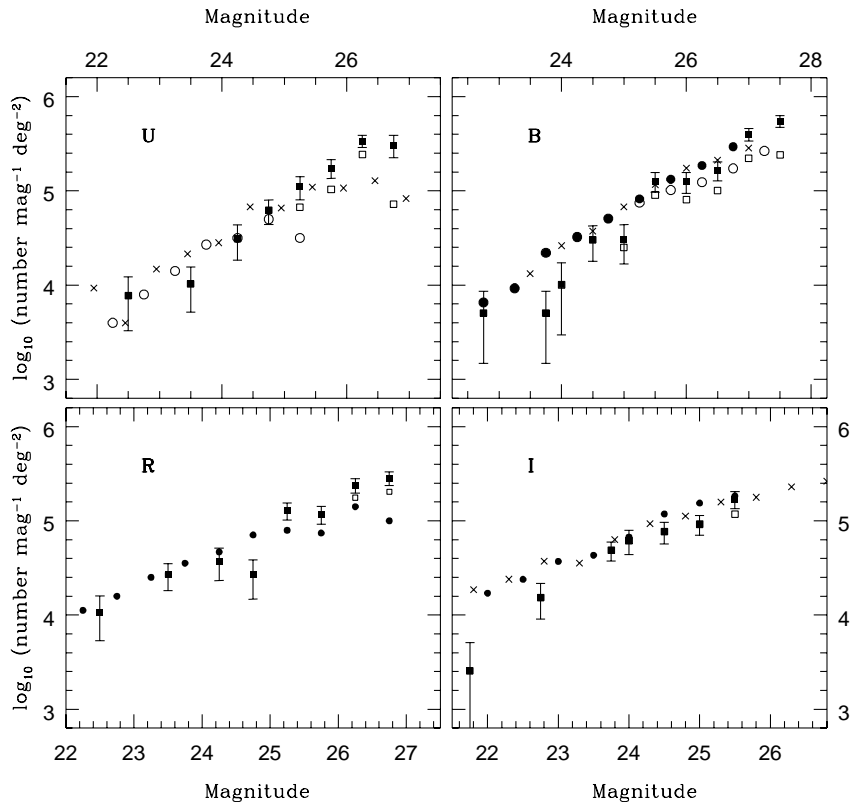 Magnitude Magnitude
22 23 24 25 26 24 26 28
log₁₀ (number mag⁻¹ deg⁻²)
6
5
4
3
U B
log₁₀ (number mag⁻¹ deg⁻²)
6 6
5 5
4 4
3 3
R I
22 23 24 25 26 27 22 23 24 25 26
Magnitude Magnitude